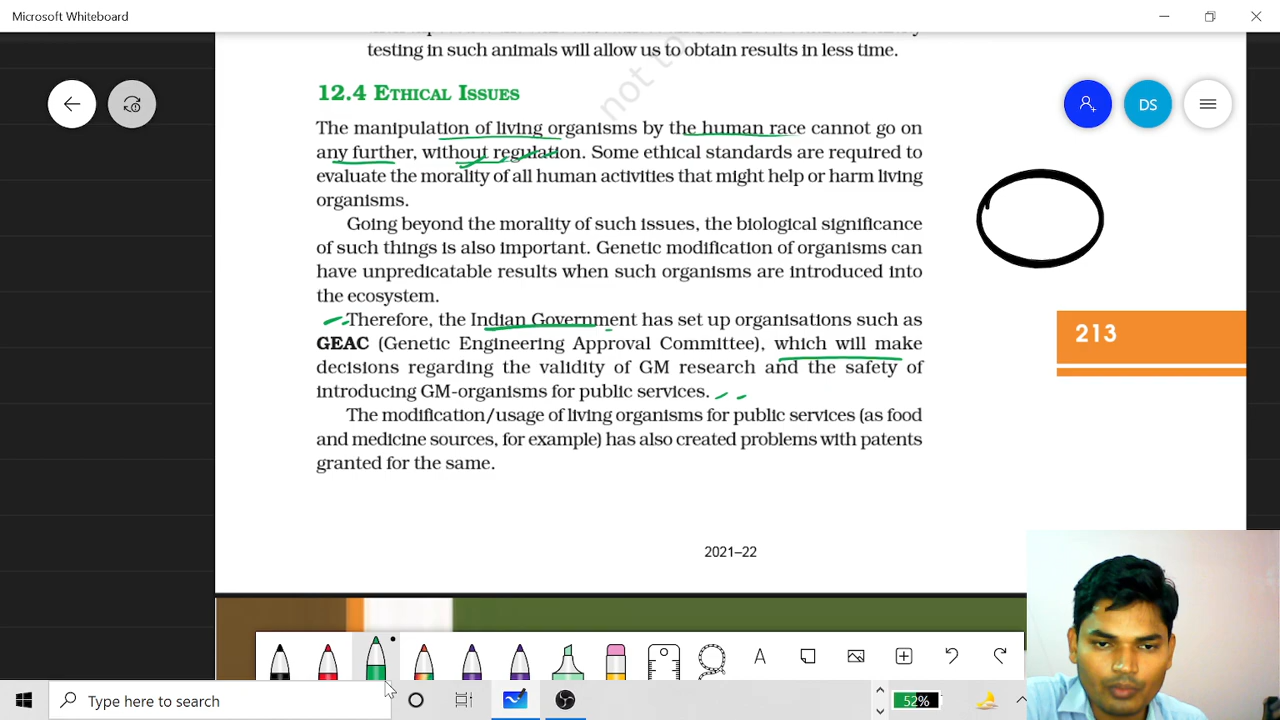 Microsoft Whiteboard
testing in such animals will allow us to obtain results in less time.
not to
12.4 ETHICAL ISSUES
DS
The manipulation of living organisms by the human race cannot go on
any further, without regulation. Some ethical standards are required to
evaluate the morality of all human activities that might help or harm living
organisms.
Going beyond the morality of such issues, the biological significance
of such things is also important. Genetic modification of organisms can
have unpredicatable results when such organisms are introduced into
the ecosystem.
Therefore, the Indian Government has set up organisations such as
GEAC (Genetic Engineering Approval Committee), which will make
decisions regarding the validity of GM research and the safety of
introducing GM-organisms for public services.
213
The modification/usage of living organisms for public services (as food
and medicine sources, for example) has also created problems with patents
granted for the same.
2021–22
A
Type here to search
52%